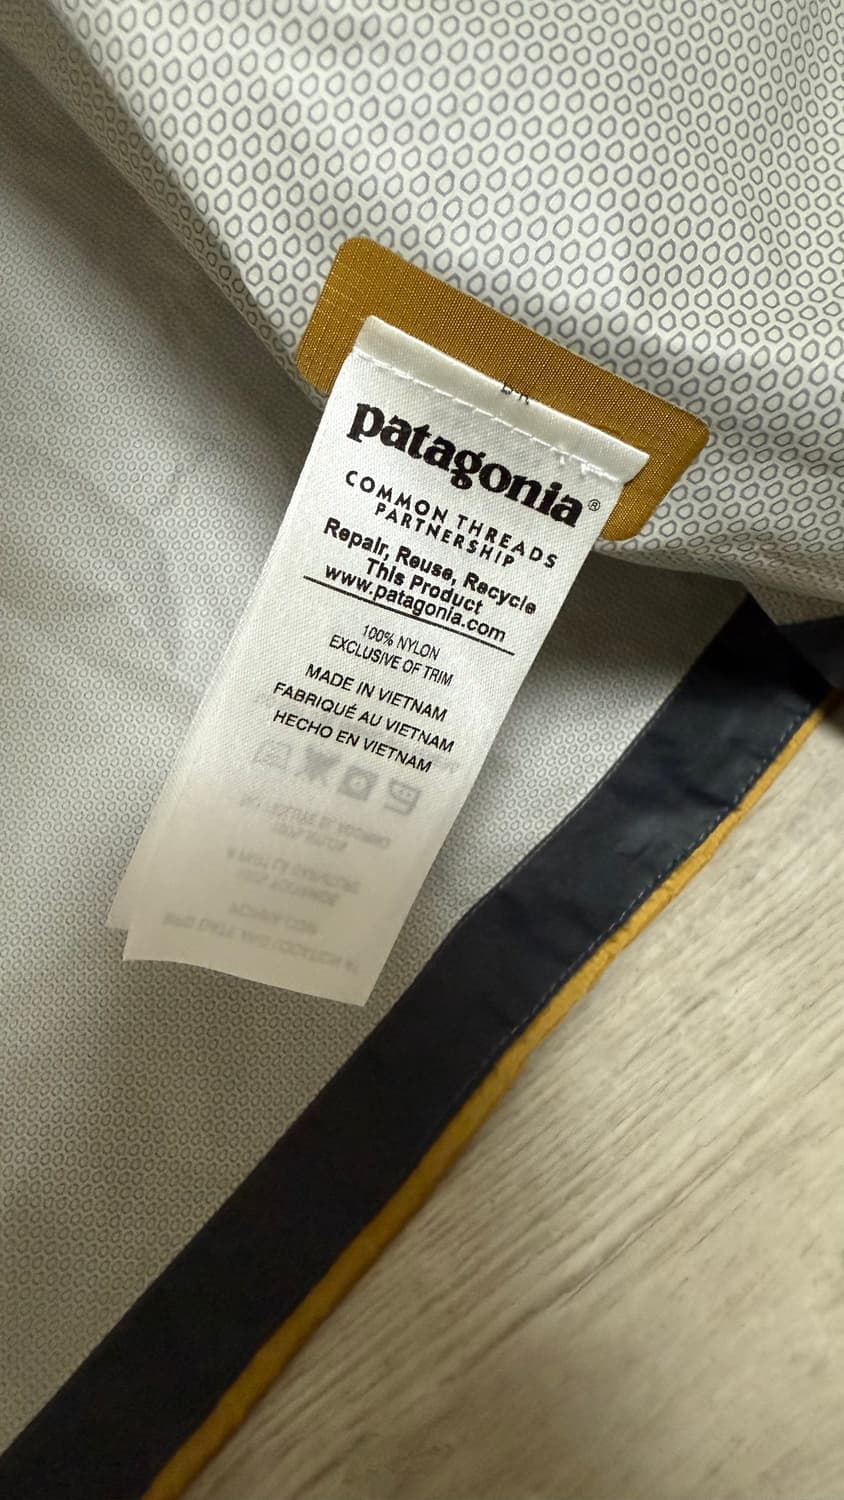 patagonia®
COMMON THREADS
PARTNERSHIP
Repair, Reuse, Recycle
This Product
www.patagonia.com
100% NYLON
EXCLUSIVE OF TRIM
MADE IN VIETNAM
FABRIQUÉ AU VIETNAM
HECHO EN VIETNAM